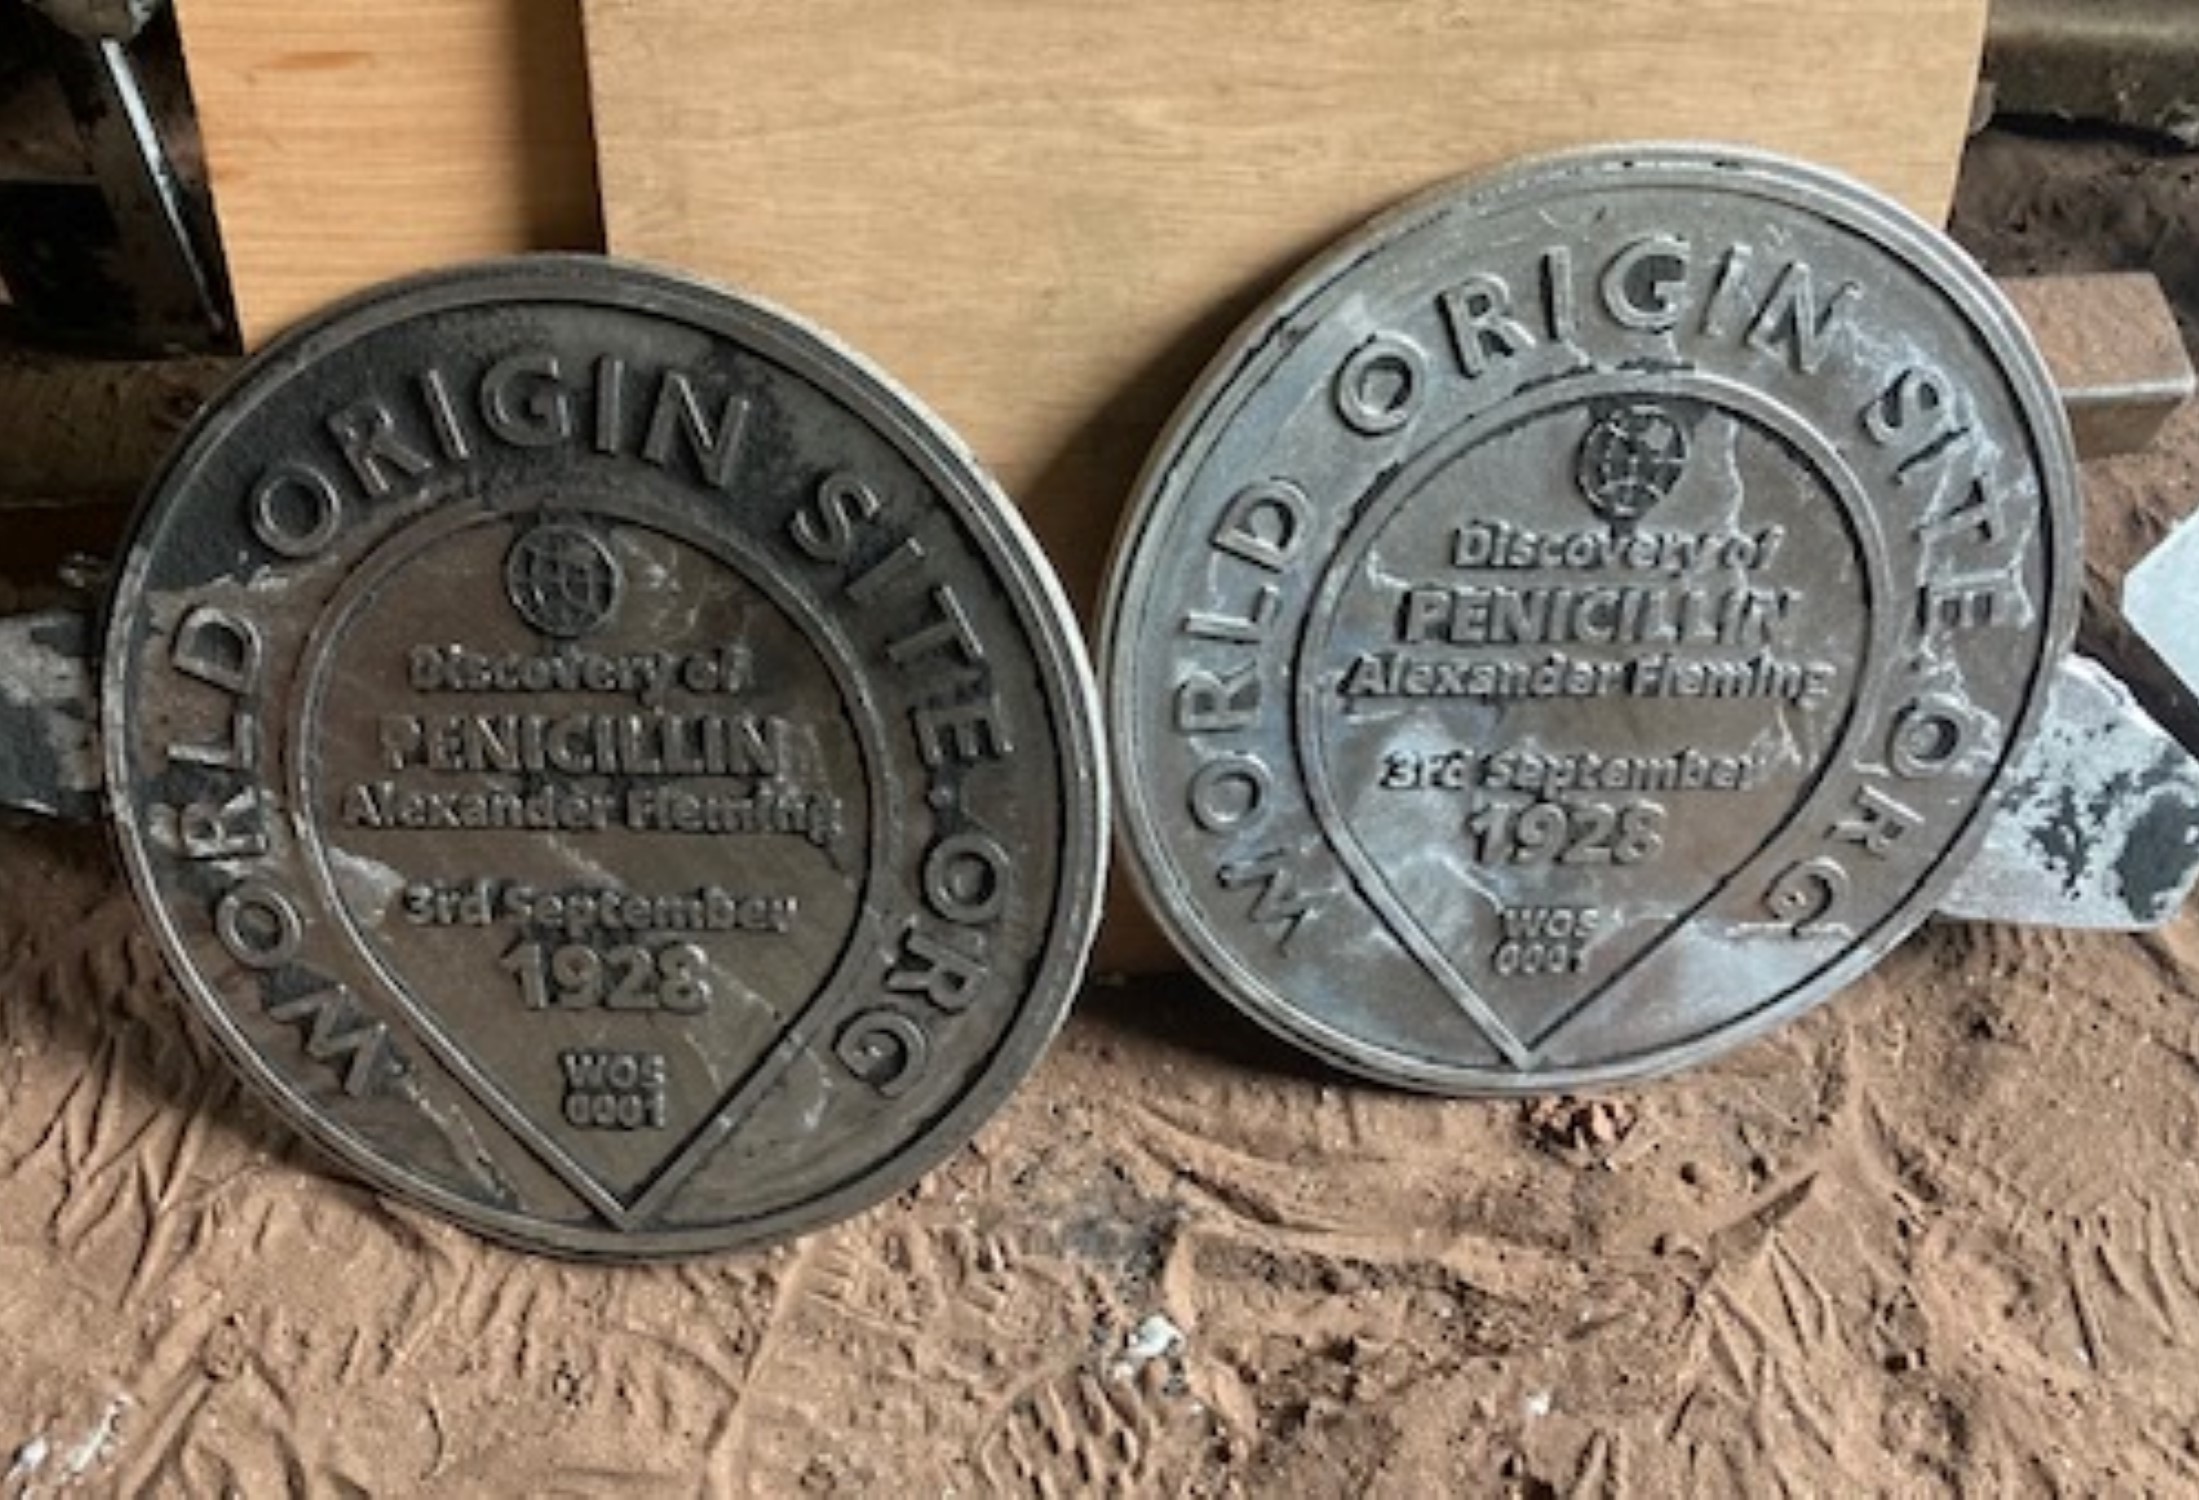 WORLD ORIGIN SITE.ORG
Discovery of
PENICILLIN
Alexander Fleming
3rd September
1928
WOS
0001
WORLD ORIGIN SITE.ORG
Discovery of
PENICILLIN
Alexander Fleming
3rd September
1928
WOS
0001